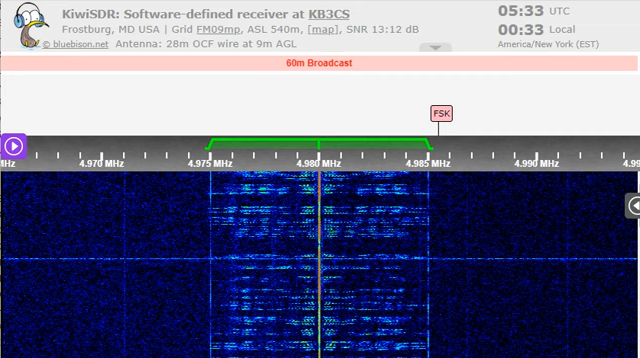 KiwiSDR: Software-defined receiver at KB3CS
Frostburg, MD USA | Grid FM09mp, ASL 540m, [map], SNR 13:12 dB
© bluebison.net Antenna: 28m OCF wire at 9m AGL
05:33 UTC
00:33 Local
America/New York (EST)
60m Broadcast
FSK
MHz 4.970 MHz 4.975 MHz 4.980 MHz 4.985 MHz 4.990 MHz 4.99